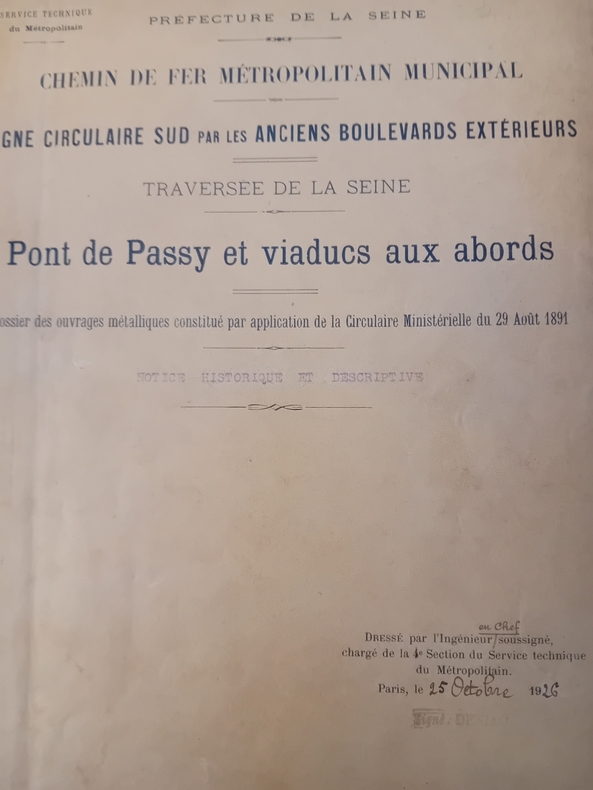 SERVICE TECHNIQUE
du Métropolitain
PRÉFECTURE DE LA SEINE
CHEMIN DE FER MÉTROPOLITAIN MUNICIPAL
GNE CIRCULAIRE SUD PAR LES ANCIENS BOULEVARDS EXTÉRIEURS
TRAVERSÉE DE LA SEINE
Pont de Passy et viaducs aux abords
ossier des ouvrages métalliques constitué par application de la Circulaire Ministérielle du 29 Août 1891
NOTICE HISTORIQUE ET DESCRIPTIVE
en Chef
DRESSÉ par l'Ingénieur/soussigné,
chargé de la Section du Service technique
du Métropolitain.
Paris, le 25 Octobre 1926
Signé: